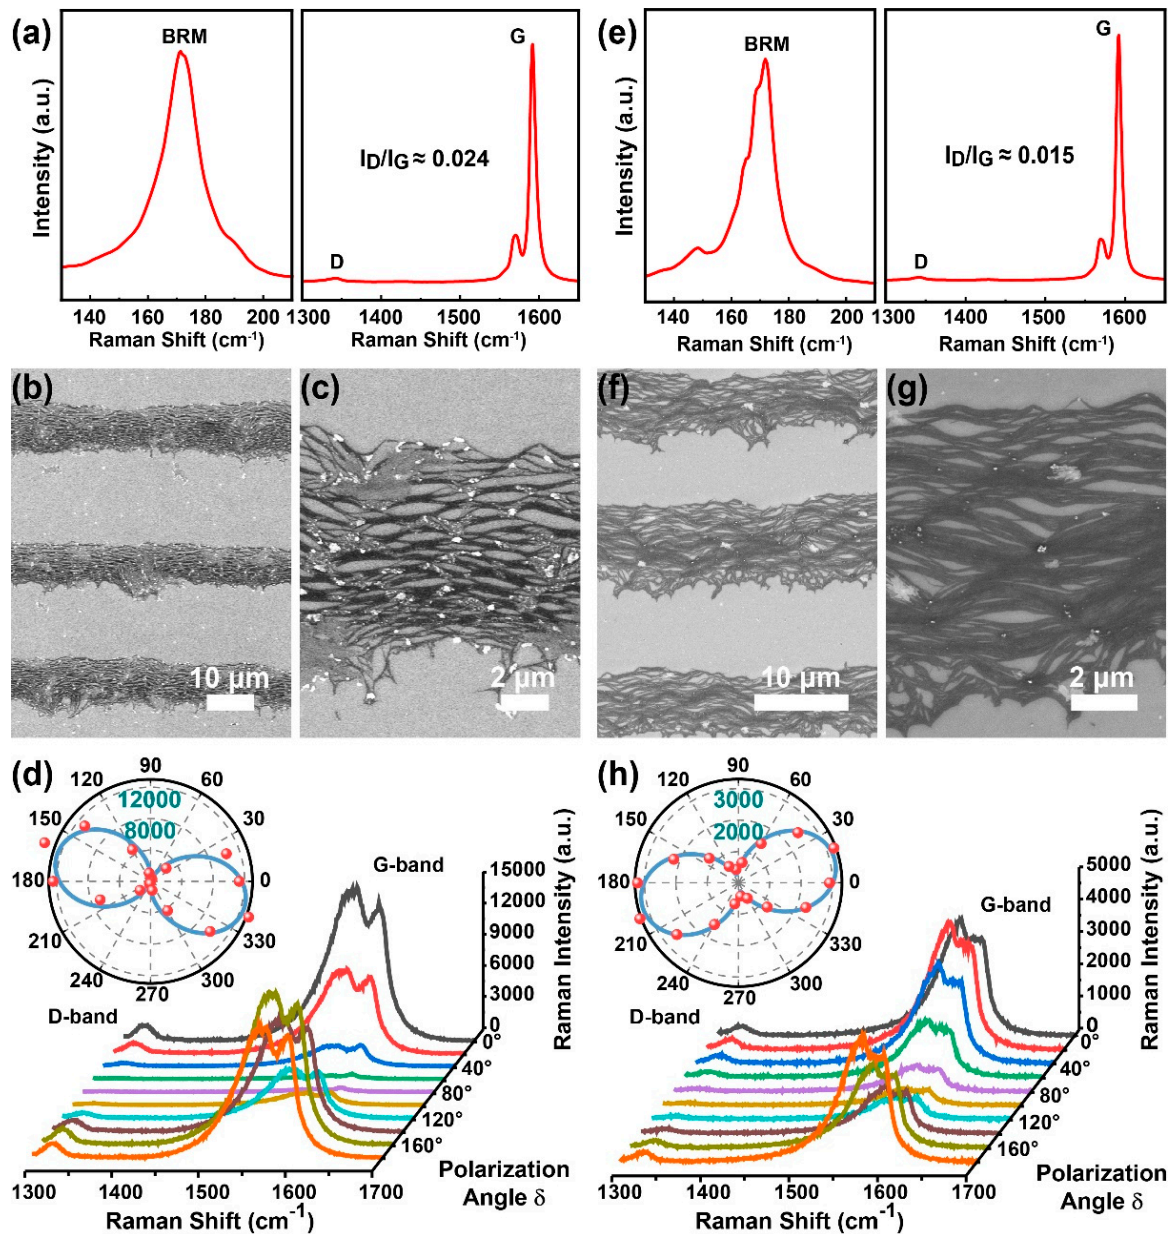 (a)
BRM
G
D
I_D/I_G ≈ 0.024
Intensity (a.u.)
140 160 180 200
1300 1400 1500 1600
Raman Shift (cm⁻¹)
Raman Shift (cm⁻¹)
(e)
BRM
G
D
I_D/I_G ≈ 0.015
Intensity (a.u.)
140 160 180 200
1300 1400 1500 1600
Raman Shift (cm⁻¹)
Raman Shift (cm⁻¹)
(b)
10 μm
(c)
2 μm
(f)
10 μm
(g)
2 μm
(d)
90
120 60
150 30
180 0
210 330
240 300
270
12000
8000
G-band
D-band
15000
12000
9000
6000
3000
0
Raman Intensity (a.u.)
0°
40°
80°
120°
160°
Polarization
Angle δ
1300 1400 1500 1600 1700
Raman Shift (cm⁻¹)
(h)
90
120 60
150 30
180 0
210 330
240 300
270
3000
2000
G-band
D-band
5000
4000
3000
2000
1000
0
Raman Intensity (a.u.)
0°
40°
80°
120°
160°
Polarization
Angle δ
1300 1400 1500 1600 1700
Raman Shift (cm⁻¹)